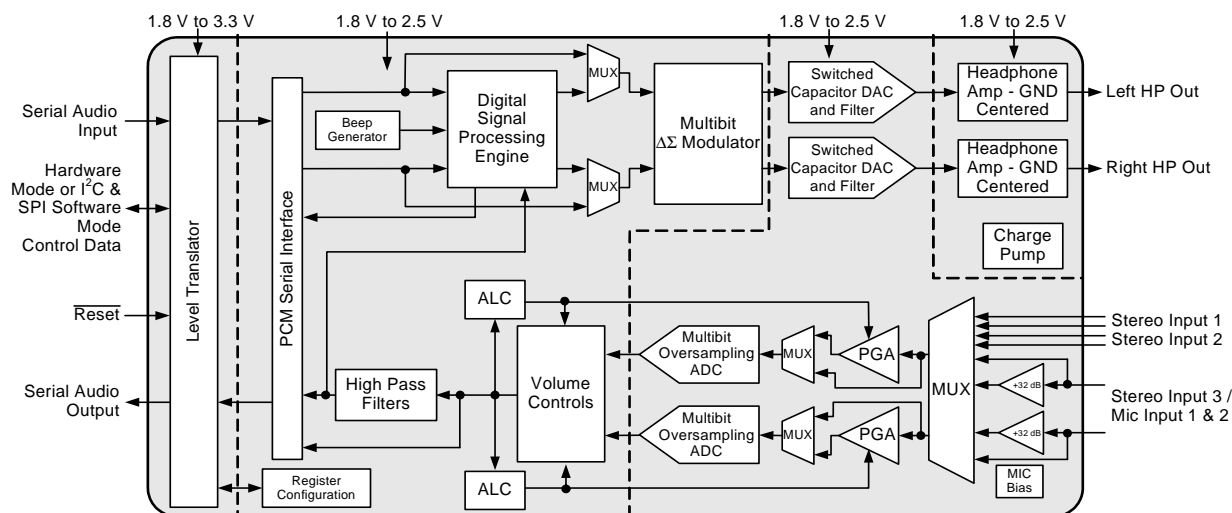 1.8 V to 3.3 V
1.8 V to 2.5 V
1.8 V to 2.5 V
1.8 V to 2.5 V
Serial Audio
Input
Hardware
Mode or I²C &
SPI Software
Mode
Control Data
Reset
Serial Audio
Output
Level Translator
PCM Serial Interface
Register
Configuration
Beep
Generator
Digital
Signal
Processing
Engine
MUX
MUX
Multibit
ΔΣ Modulator
Switched
Capacitor DAC
and Filter
Switched
Capacitor DAC
and Filter
Headphone
Amp - GND
Centered
Headphone
Amp - GND
Centered
Left HP Out
Right HP Out
Charge
Pump
High Pass
Filters
ALC
ALC
Volume
Controls
Multibit
Oversampling
ADC
Multibit
Oversampling
ADC
MUX
MUX
PGA
PGA
MUX
+32 dB
+32 dB
MIC
Bias
Stereo Input 1
Stereo Input 2
Stereo Input 3 /
Mic Input 1 & 2